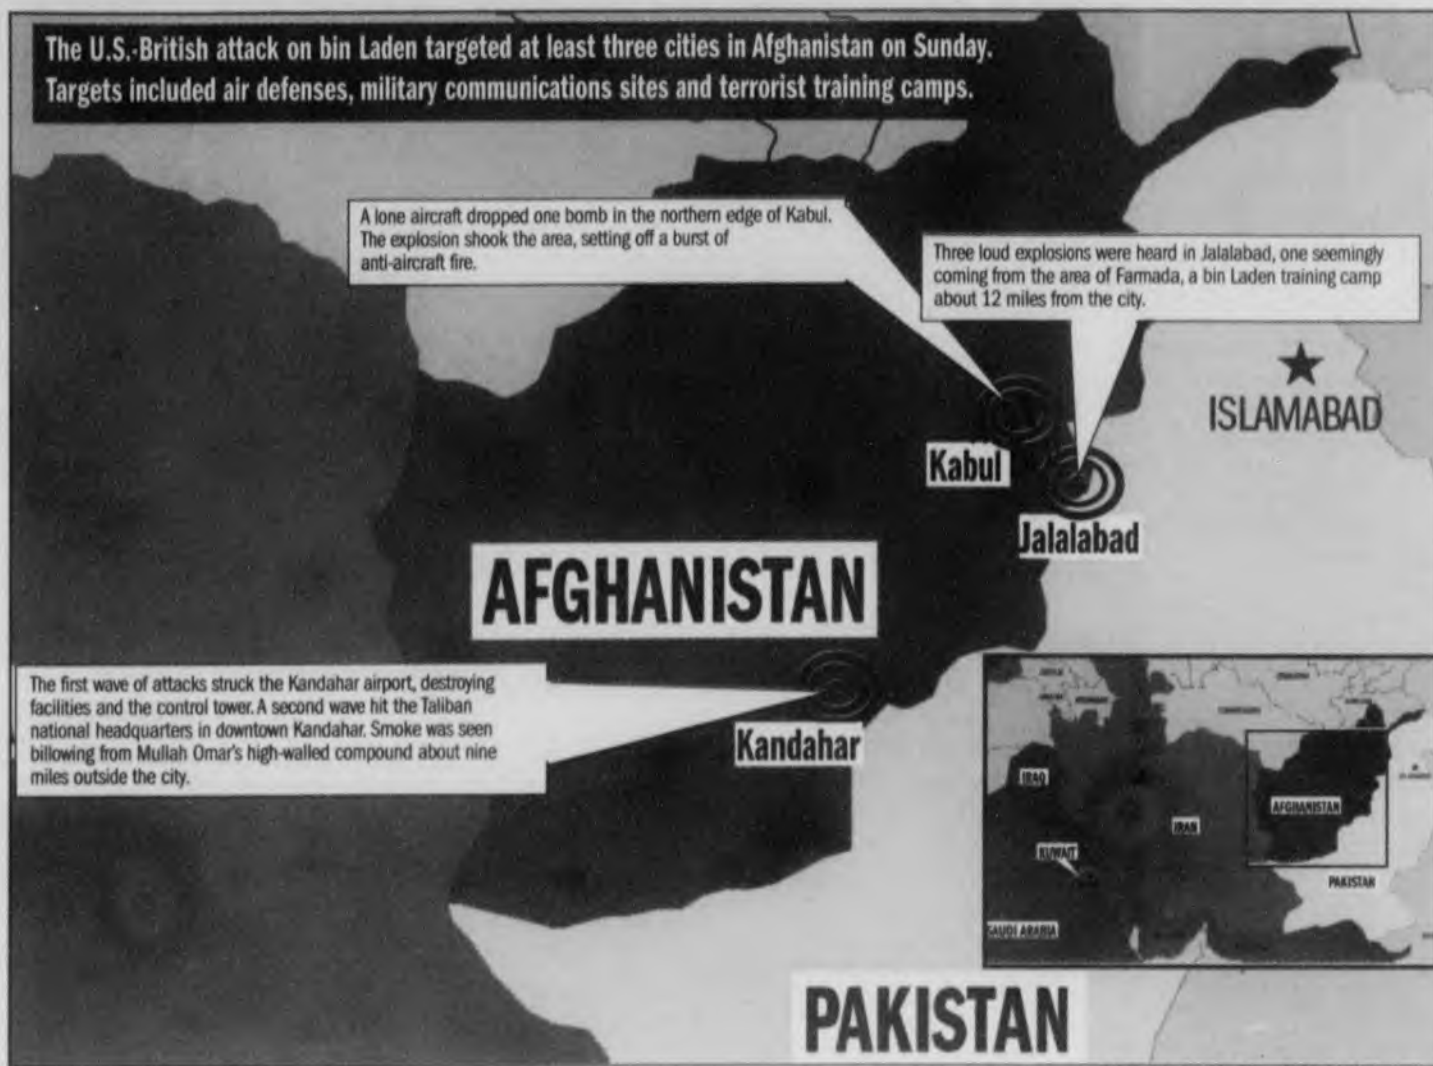 The U.S.-British attack on bin Laden targeted at least three cities in Afghanistan on Sunday.
Targets included air defenses, military communications sites and terrorist training camps.
A lone aircraft dropped one bomb in the northern edge of Kabul.
The explosion shook the area, setting off a burst of
anti-aircraft fire.
Three loud explosions were heard in Jalalabad, one seemingly
coming from the area of Farmada, a bin Laden training camp
about 12 miles from the city.
ISLAMABAD
Kabul
Jalalabad
AFGHANISTAN
The first wave of attacks struck the Kandahar airport, destroying
facilities and the control tower. A second wave hit the Taliban
national headquarters in downtown Kandahar. Smoke was seen
billowing from Mullah Omar's high-walled compound about nine
miles outside the city.
Kandahar
IRAQ
AFGHANISTAN
IRAN
KUWAIT
PAKISTAN
SAUDI ARABIA
PAKISTAN